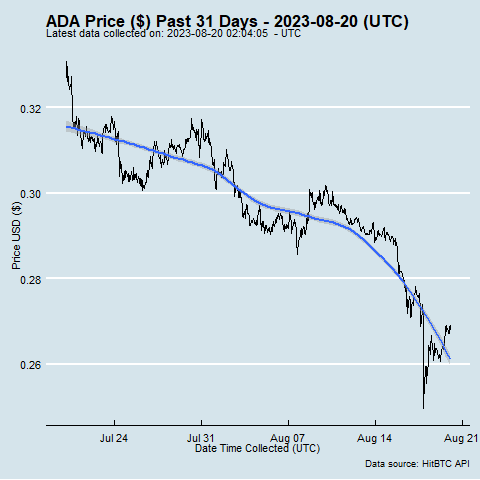 ADA Price ($) Past 31 Days - 2023-08-20 (UTC)
Latest data collected on: 2023-08-20 02:04:05 - UTC
0.32
0.30
0.28
0.26
Price USD ($)
Jul 24
Jul 31
Aug 07
Aug 14
Aug 21
Date Time Collected (UTC)
Data source: HitBTC API